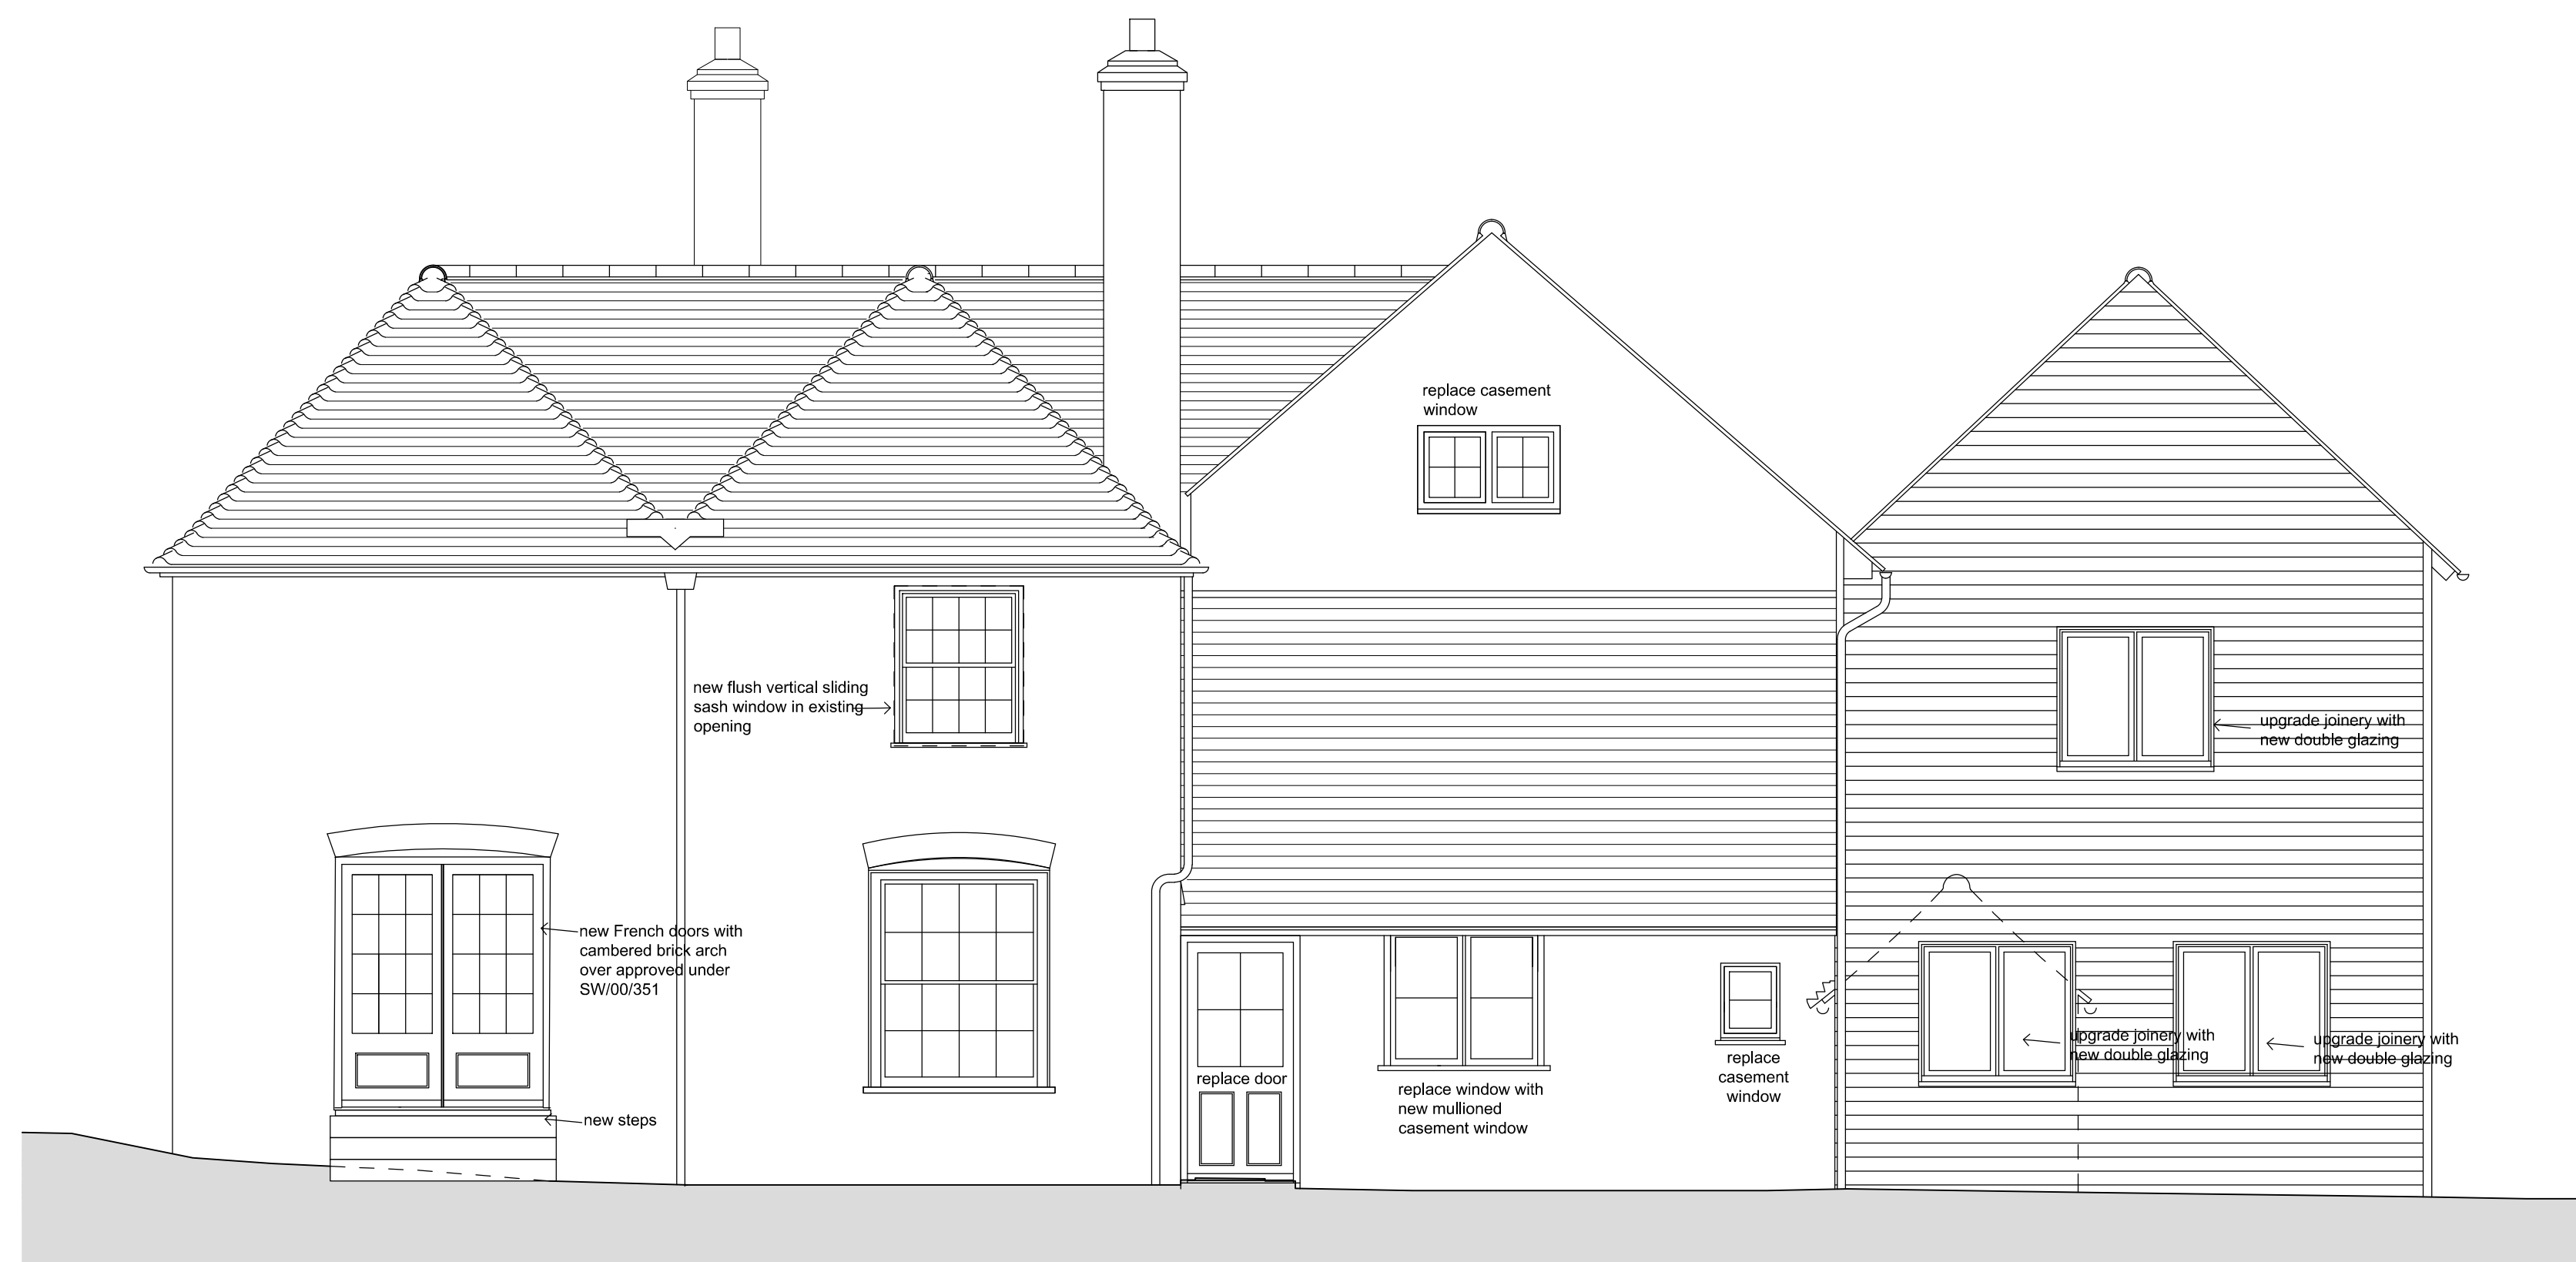 replace casement
window
new flush vertical sliding
sash window in existing
opening
upgrade joinery with
new double glazing
new French doors with
cambered brick arch
over approved under
SW/00/351
new steps
replace door
replace window with
new mullioned
casement window
replace
casement
window
upgrade joinery with
new double glazing
upgrade joinery with
new double glazing